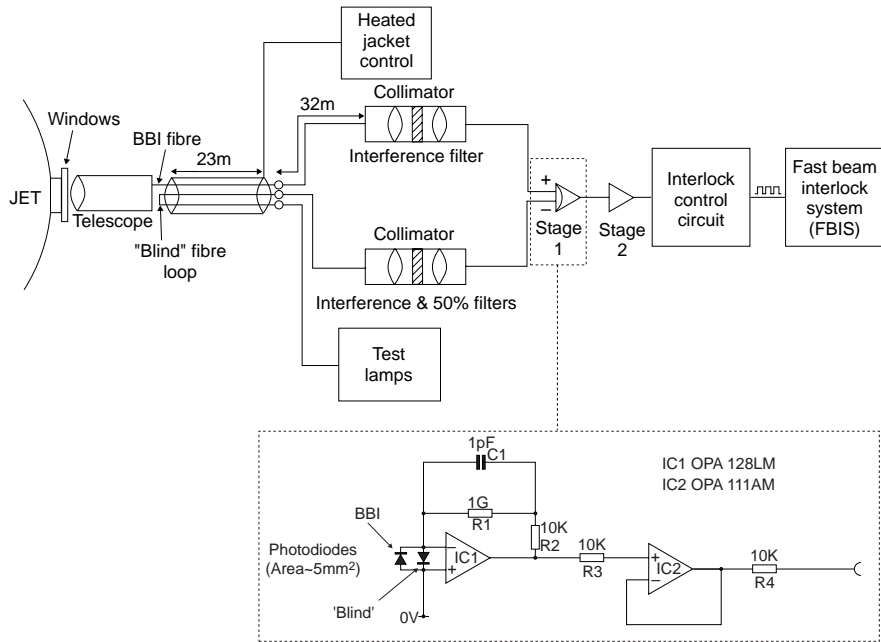 Heated
jacket
control
Windows
BBI fibre
23m
32m
Collimator
Interference filter
JET
Telescope
"Blind" fibre
loop
+
−
Stage
1
Stage
2
Interlock
control
circuit
Fast beam
interlock
system
(FBIS)
Collimator
Interference & 50% filters
Test
lamps
1pF
C1
IC1 OPA 128LM
IC2 OPA 111AM
1G
R1
BBI
10K
R2
Photodiodes
(Area~5mm²)
−
+
IC1
10K
R3
+
−
IC2
10K
R4
'Blind'
0V